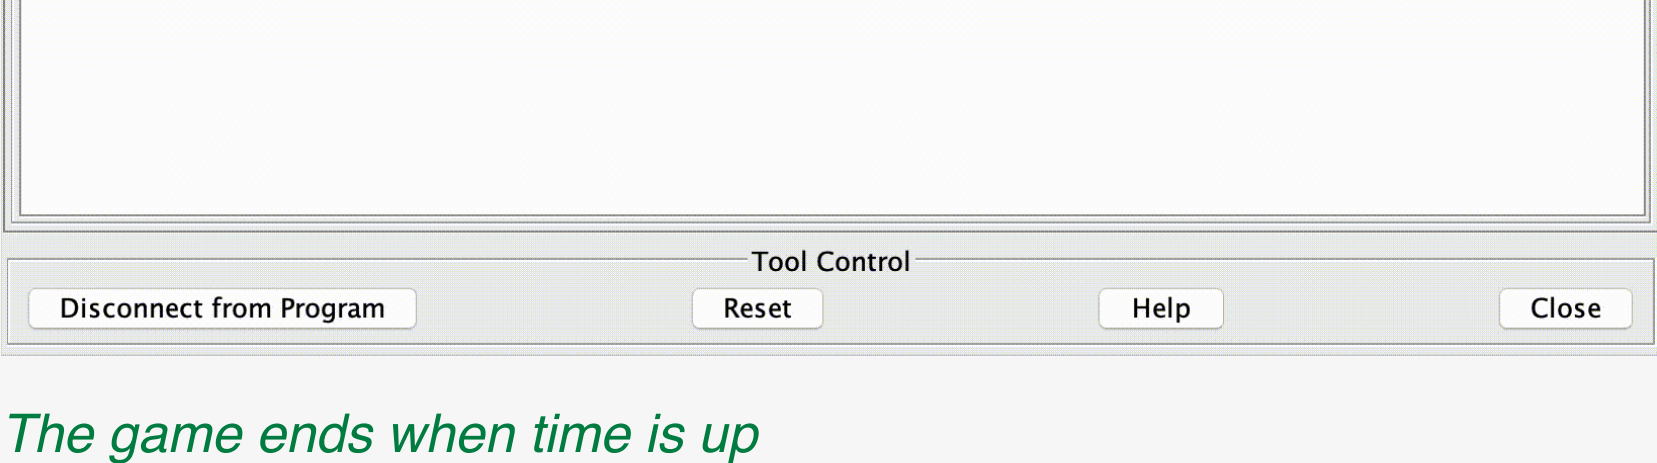 Tool Control
Disconnect from Program Reset Help Close
The game ends when time is up